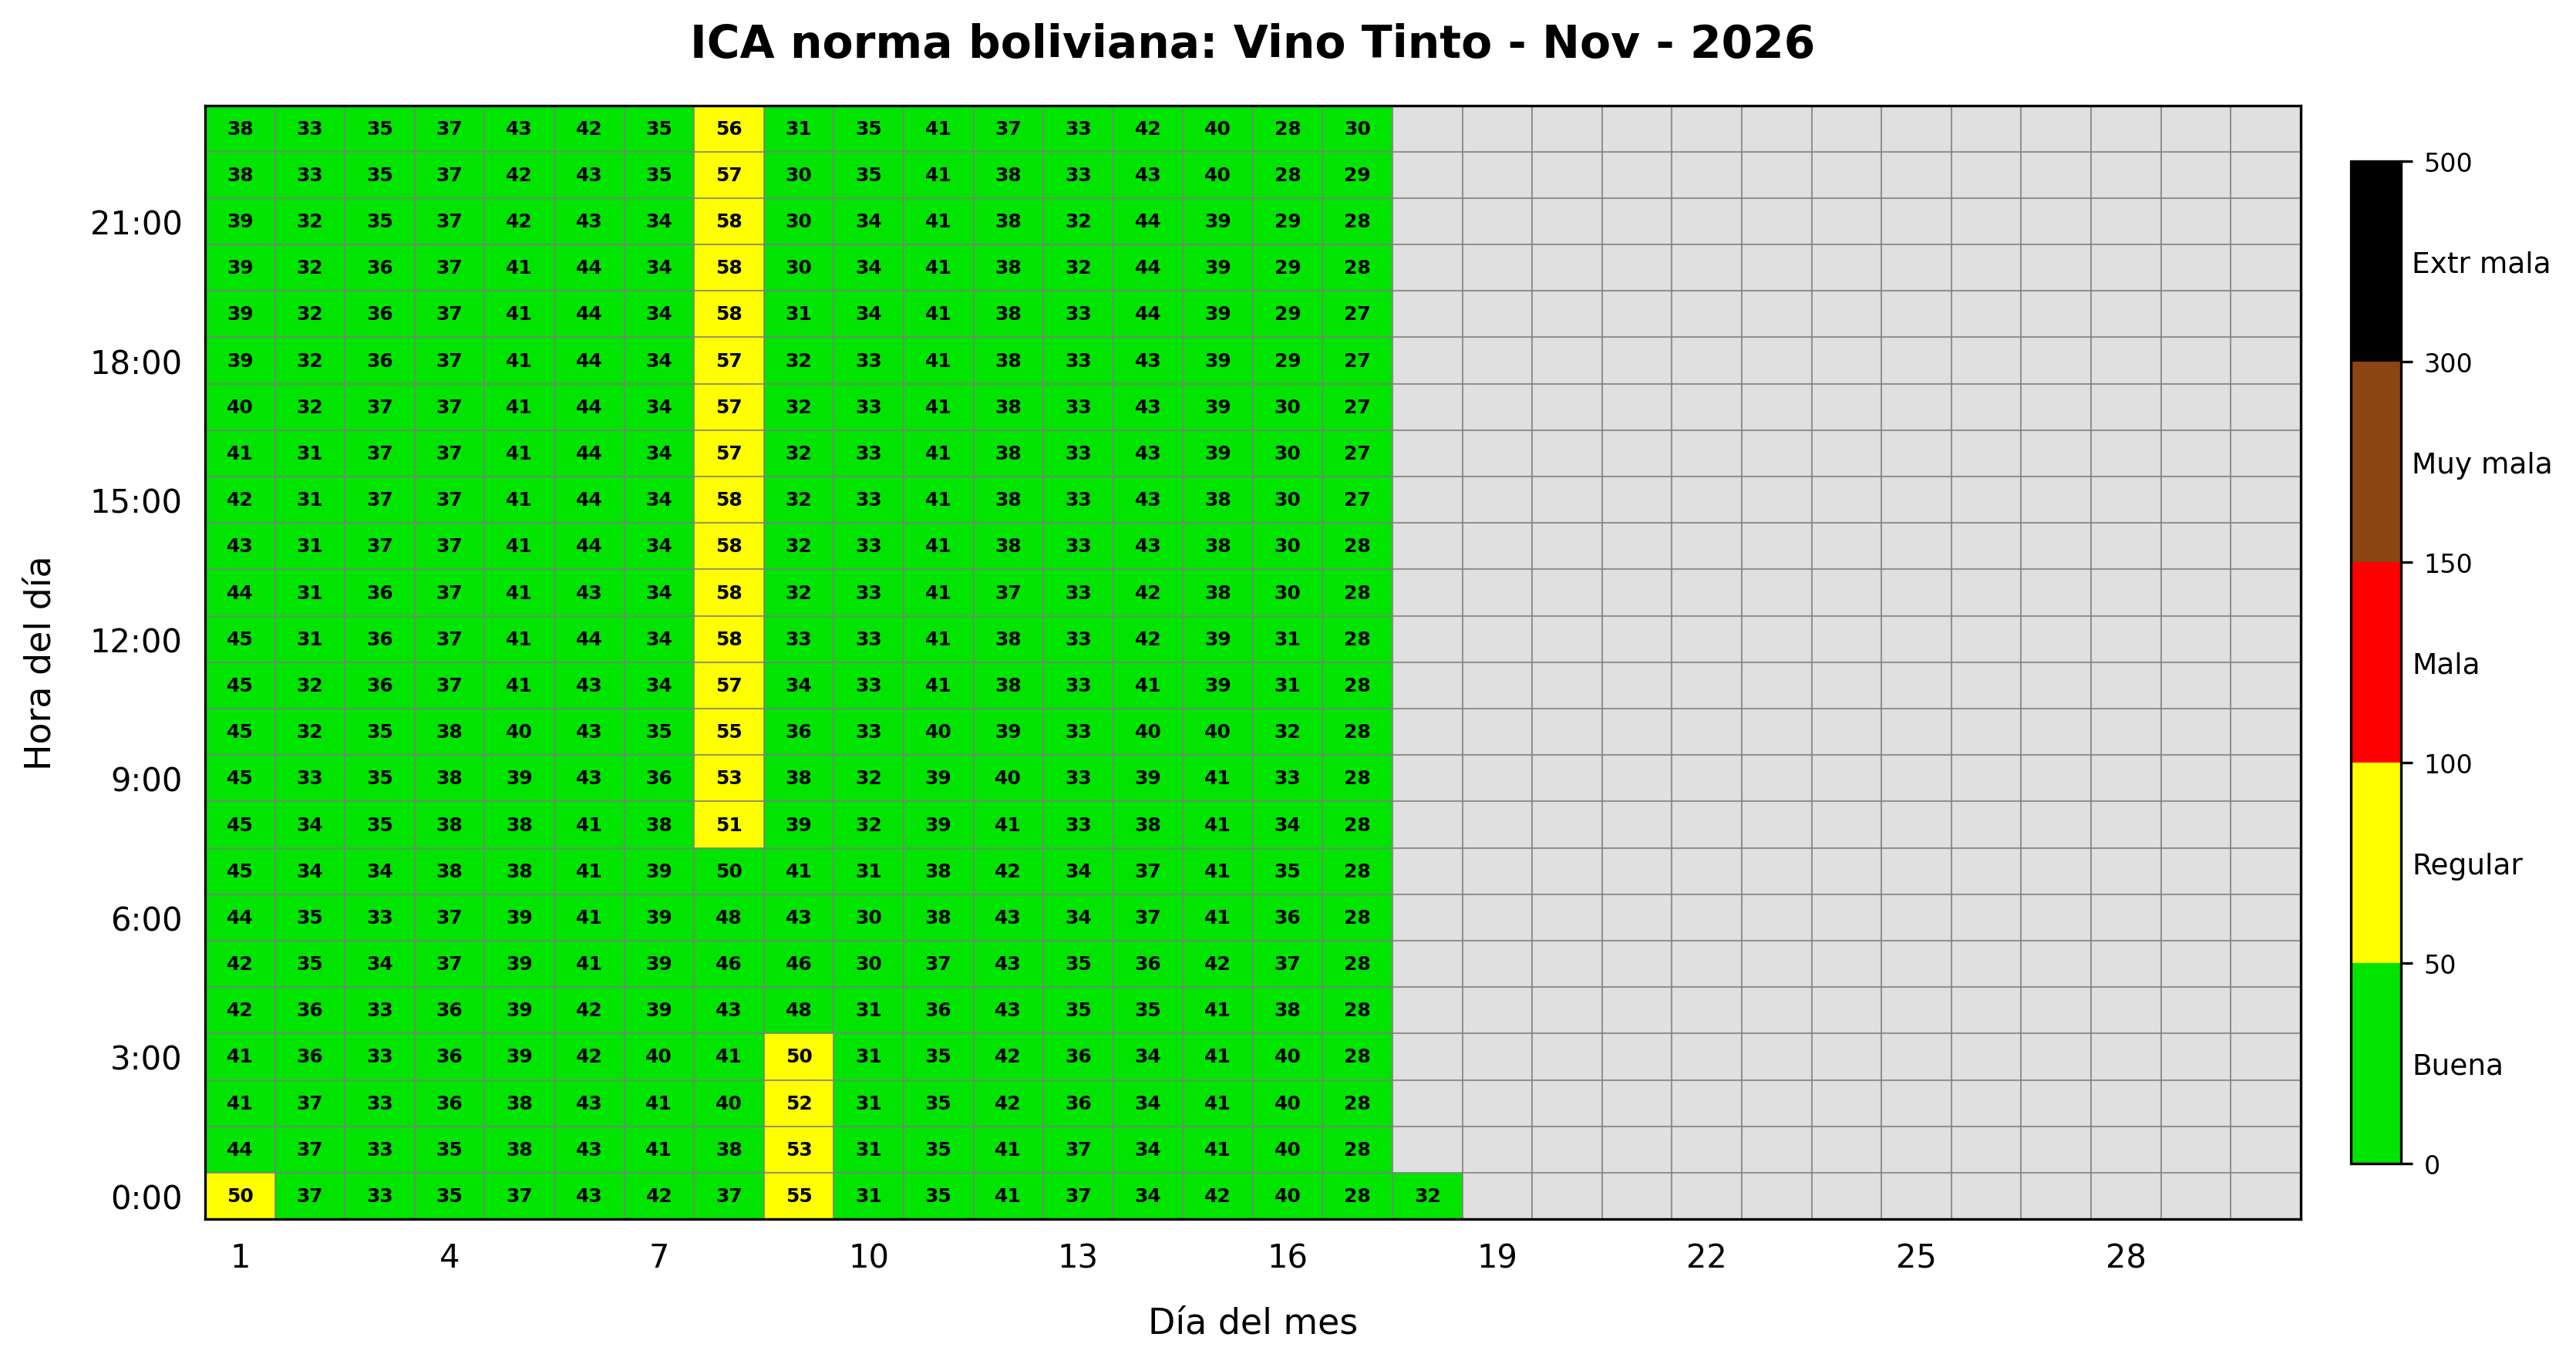 ICA norma boliviana: Vino Tinto - Nov - 2026
38 33 35 37 43 42 35 56 31 35 41 37 33 42 40 28 30
38 33 35 37 42 43 35 57 30 35 41 38 33 43 40 28 29
21:00 39 32 35 37 42 43 34 58 30 34 41 38 32 44 39 29 28
39 32 36 37 41 44 34 58 30 34 41 38 32 44 39 29 28
39 32 36 37 41 44 34 58 31 34 41 38 33 44 39 29 27
18:00 39 32 36 37 41 44 34 57 32 33 41 38 33 43 39 29 27
40 32 37 37 41 44 34 57 32 33 41 38 33 43 39 30 27
41 31 37 37 41 44 34 57 32 33 41 38 33 43 39 30 27
15:00 42 31 37 37 41 44 34 58 32 33 41 38 33 43 38 30 27
43 31 37 37 41 44 34 58 32 33 41 38 33 43 38 30 28
44 31 36 37 41 43 34 58 32 33 41 37 33 42 38 30 28
12:00 45 31 36 37 41 44 34 58 33 33 41 38 33 42 39 31 28
45 32 36 37 41 43 34 57 34 33 41 38 33 41 39 31 28
45 32 35 38 40 43 35 55 36 33 40 39 33 40 40 32 28
9:00 45 33 35 38 39 43 36 53 38 32 39 40 33 39 41 33 28
45 34 35 38 38 41 38 51 39 32 39 41 33 38 41 34 28
45 34 34 38 38 41 39 50 41 31 38 42 34 37 41 35 28
6:00 44 35 33 37 39 41 39 48 43 30 38 43 34 37 41 36 28
42 35 34 37 39 41 39 46 46 30 37 43 35 36 42 37 28
42 36 33 36 39 42 39 43 48 31 36 43 35 35 41 38 28
3:00 41 36 33 36 39 42 40 41 50 31 35 42 36 34 41 40 28
41 37 33 36 38 43 41 40 52 31 35 42 36 34 41 40 28
44 37 33 35 38 43 41 38 53 31 35 41 37 34 41 40 28
0:00 50 37 33 35 37 43 42 37 55 31 35 41 37 34 42 40 28 32
1 4 7 10 13 16 19 22 25 28
Día del mes
Hora del día
500
Extr mala
300
Muy mala
150
Mala
100
Regular
50
Buena
0